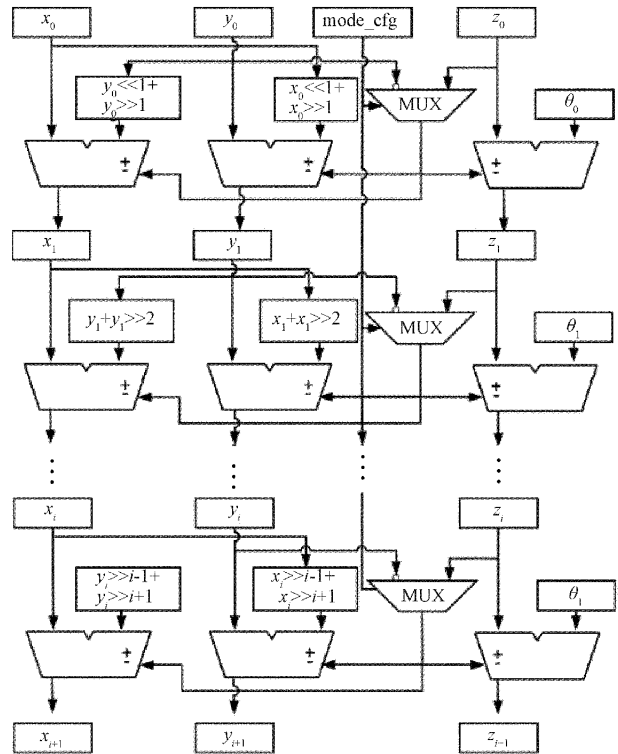 x₀ y₀ mode_cfg z₀
y₀<<1+
y₀>>1
x₀<<1+
x₀>>1
MUX
θ₀
± ± ±
x₁ y₁ z₁
y₁+y₁>>2
x₁+x₁>>2
MUX
θ₁
± ± ±
xᵢ yᵢ zᵢ
yᵢ>>i-1+
yᵢ>>i+1
xᵢ>>i-1+
xᵢ>>i+1
MUX
θ₁
± ± ±
xᵢ₊₁ yᵢ₊₁ zᵢ₋₁